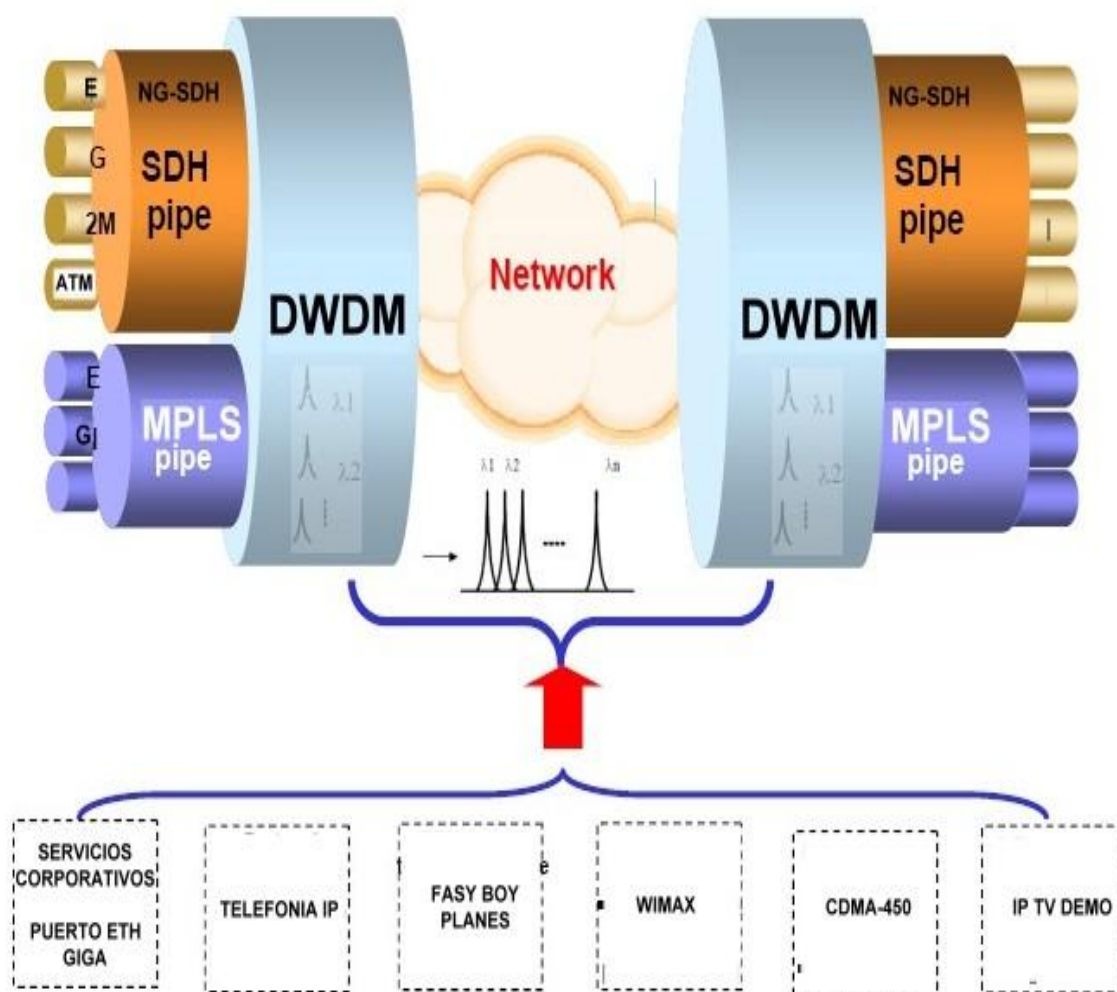 E
G
2M
ATM
NG-SDH
SDH
pipe
E
MPLS
pipe
DWDM
λ1
λ2
Network
λ1 λ2 λn
DWDM
λ1
λ2
NG-SDH
SDH
pipe
MPLS
pipe
SERVICIOS
CORPORATIVOS
PUERTO ETH
GIGA
TELEFONIA IP
FASY BOY
PLANES
WIMAX
CDMA-450
IP TV DEMO